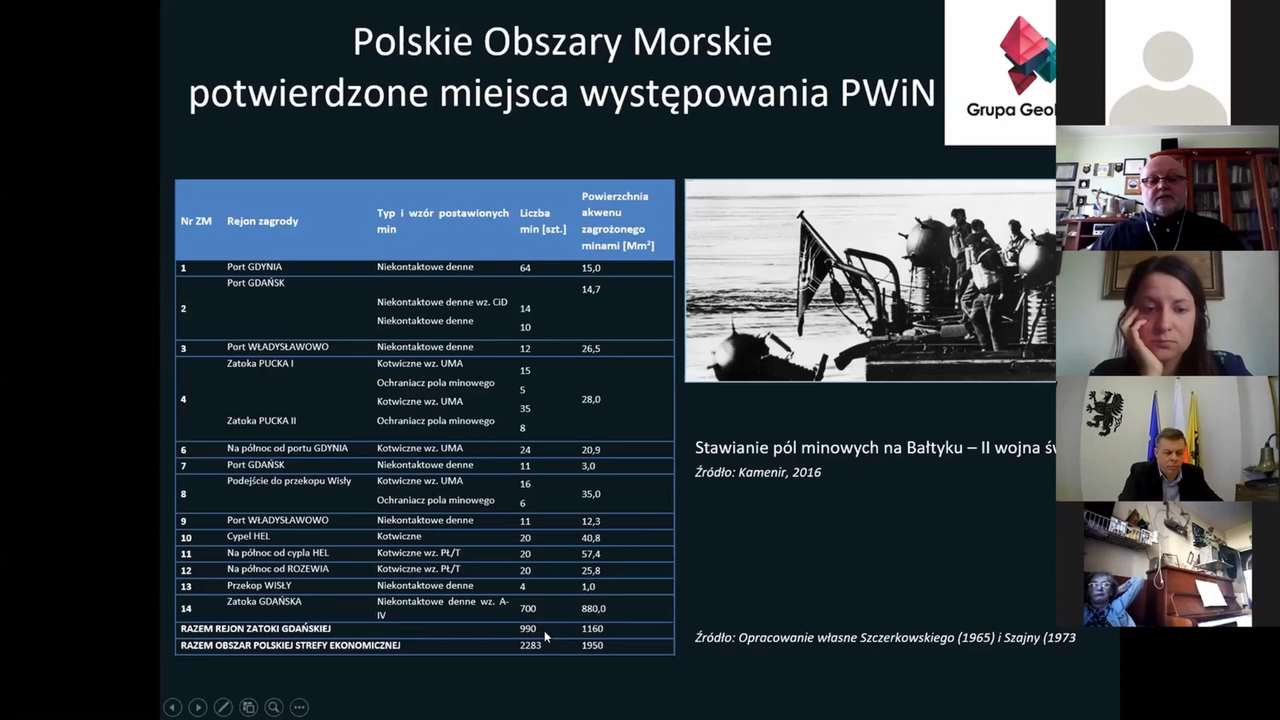 Polskie Obszary Morskie
potwierdzone miejsca występowania PWiN
Grupa Geo
Nr ZM Rejon zagrody Typ i wzór postawionych min Liczba min [szt.] Powierzchnia akwenu zagrożonego minami [Mm²]
1 Port GDYNIA Niekontaktowe denne 64 15,0
2 Port GDAŃSK 14,7
Niekontaktowe denne wz. CiD 14
Niekontaktowe denne 10
3 Port WŁADYSŁAWOWO Niekontaktowe denne 12 26,5
4 Zatoka PUCKA I Kotwiczne wz. UMA 15 28,0
Ochraniacz pola minowego 5
Kotwiczne wz. UMA 35
Zatoka PUCKA II Ochraniacz pola minowego 8
6 Na północ od portu GDYNIA Kotwiczne wz. UMA 24 20,9
7 Port GDAŃSK Niekontaktowe denne 11 3,0
8 Podejście do przekopu Wisły Kotwiczne wz. UMA 16 35,0
Ochraniacz pola minowego 6
9 Port WŁADYSŁAWOWO Niekontaktowe denne 11 12,3
10 Cypel HEL Kotwiczne 20 40,8
11 Na północ od cypla HEL Kotwiczne wz. PŁ/T 20 57,4
12 Na północ od ROZEWIA Kotwiczne wz. PŁ/T 20 25,8
13 Przekop WISŁY Niekontaktowe denne 4 1,0
14 Zatoka GDAŃSKA Niekontaktowe denne wz. A-IV 700 880,0
RAZEM REJON ZATOKI GDAŃSKIEJ 990 1160
RAZEM OBSZAR POLSKIEJ STREFY EKONOMICZNEJ 2283 1950
Stawianie pól minowych na Bałtyku – II wojna ś
Źródło: Kamenir, 2016
Źródło: Opracowanie własne Szczerkowskiego (1965) i Szajny (1973